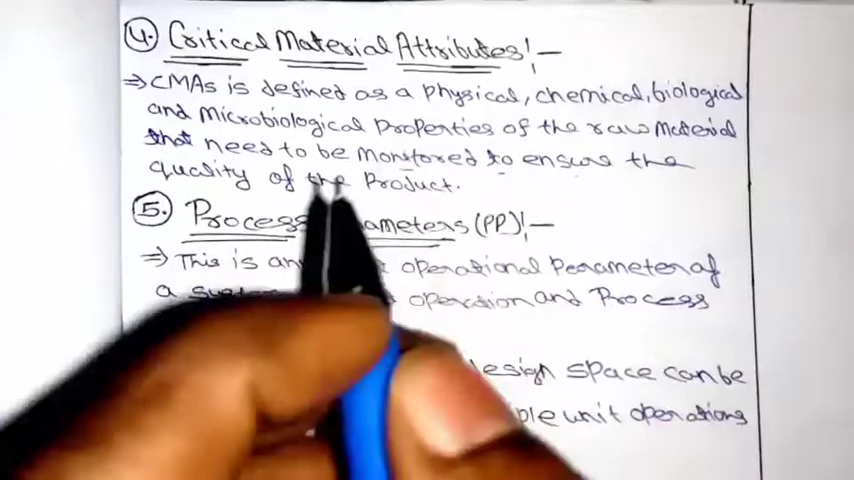 4. Critical Material Attributes:-
⇒ CMAs is defined as a physical, chemical, biological
and Microbiological Properties of the raw Material
that need to be monitored to ensure the
quality of the Product.
5. Process ameters (PP):-
⇒ This is an operational Perameter of
a operation and Process
design space can be
ple unit operations